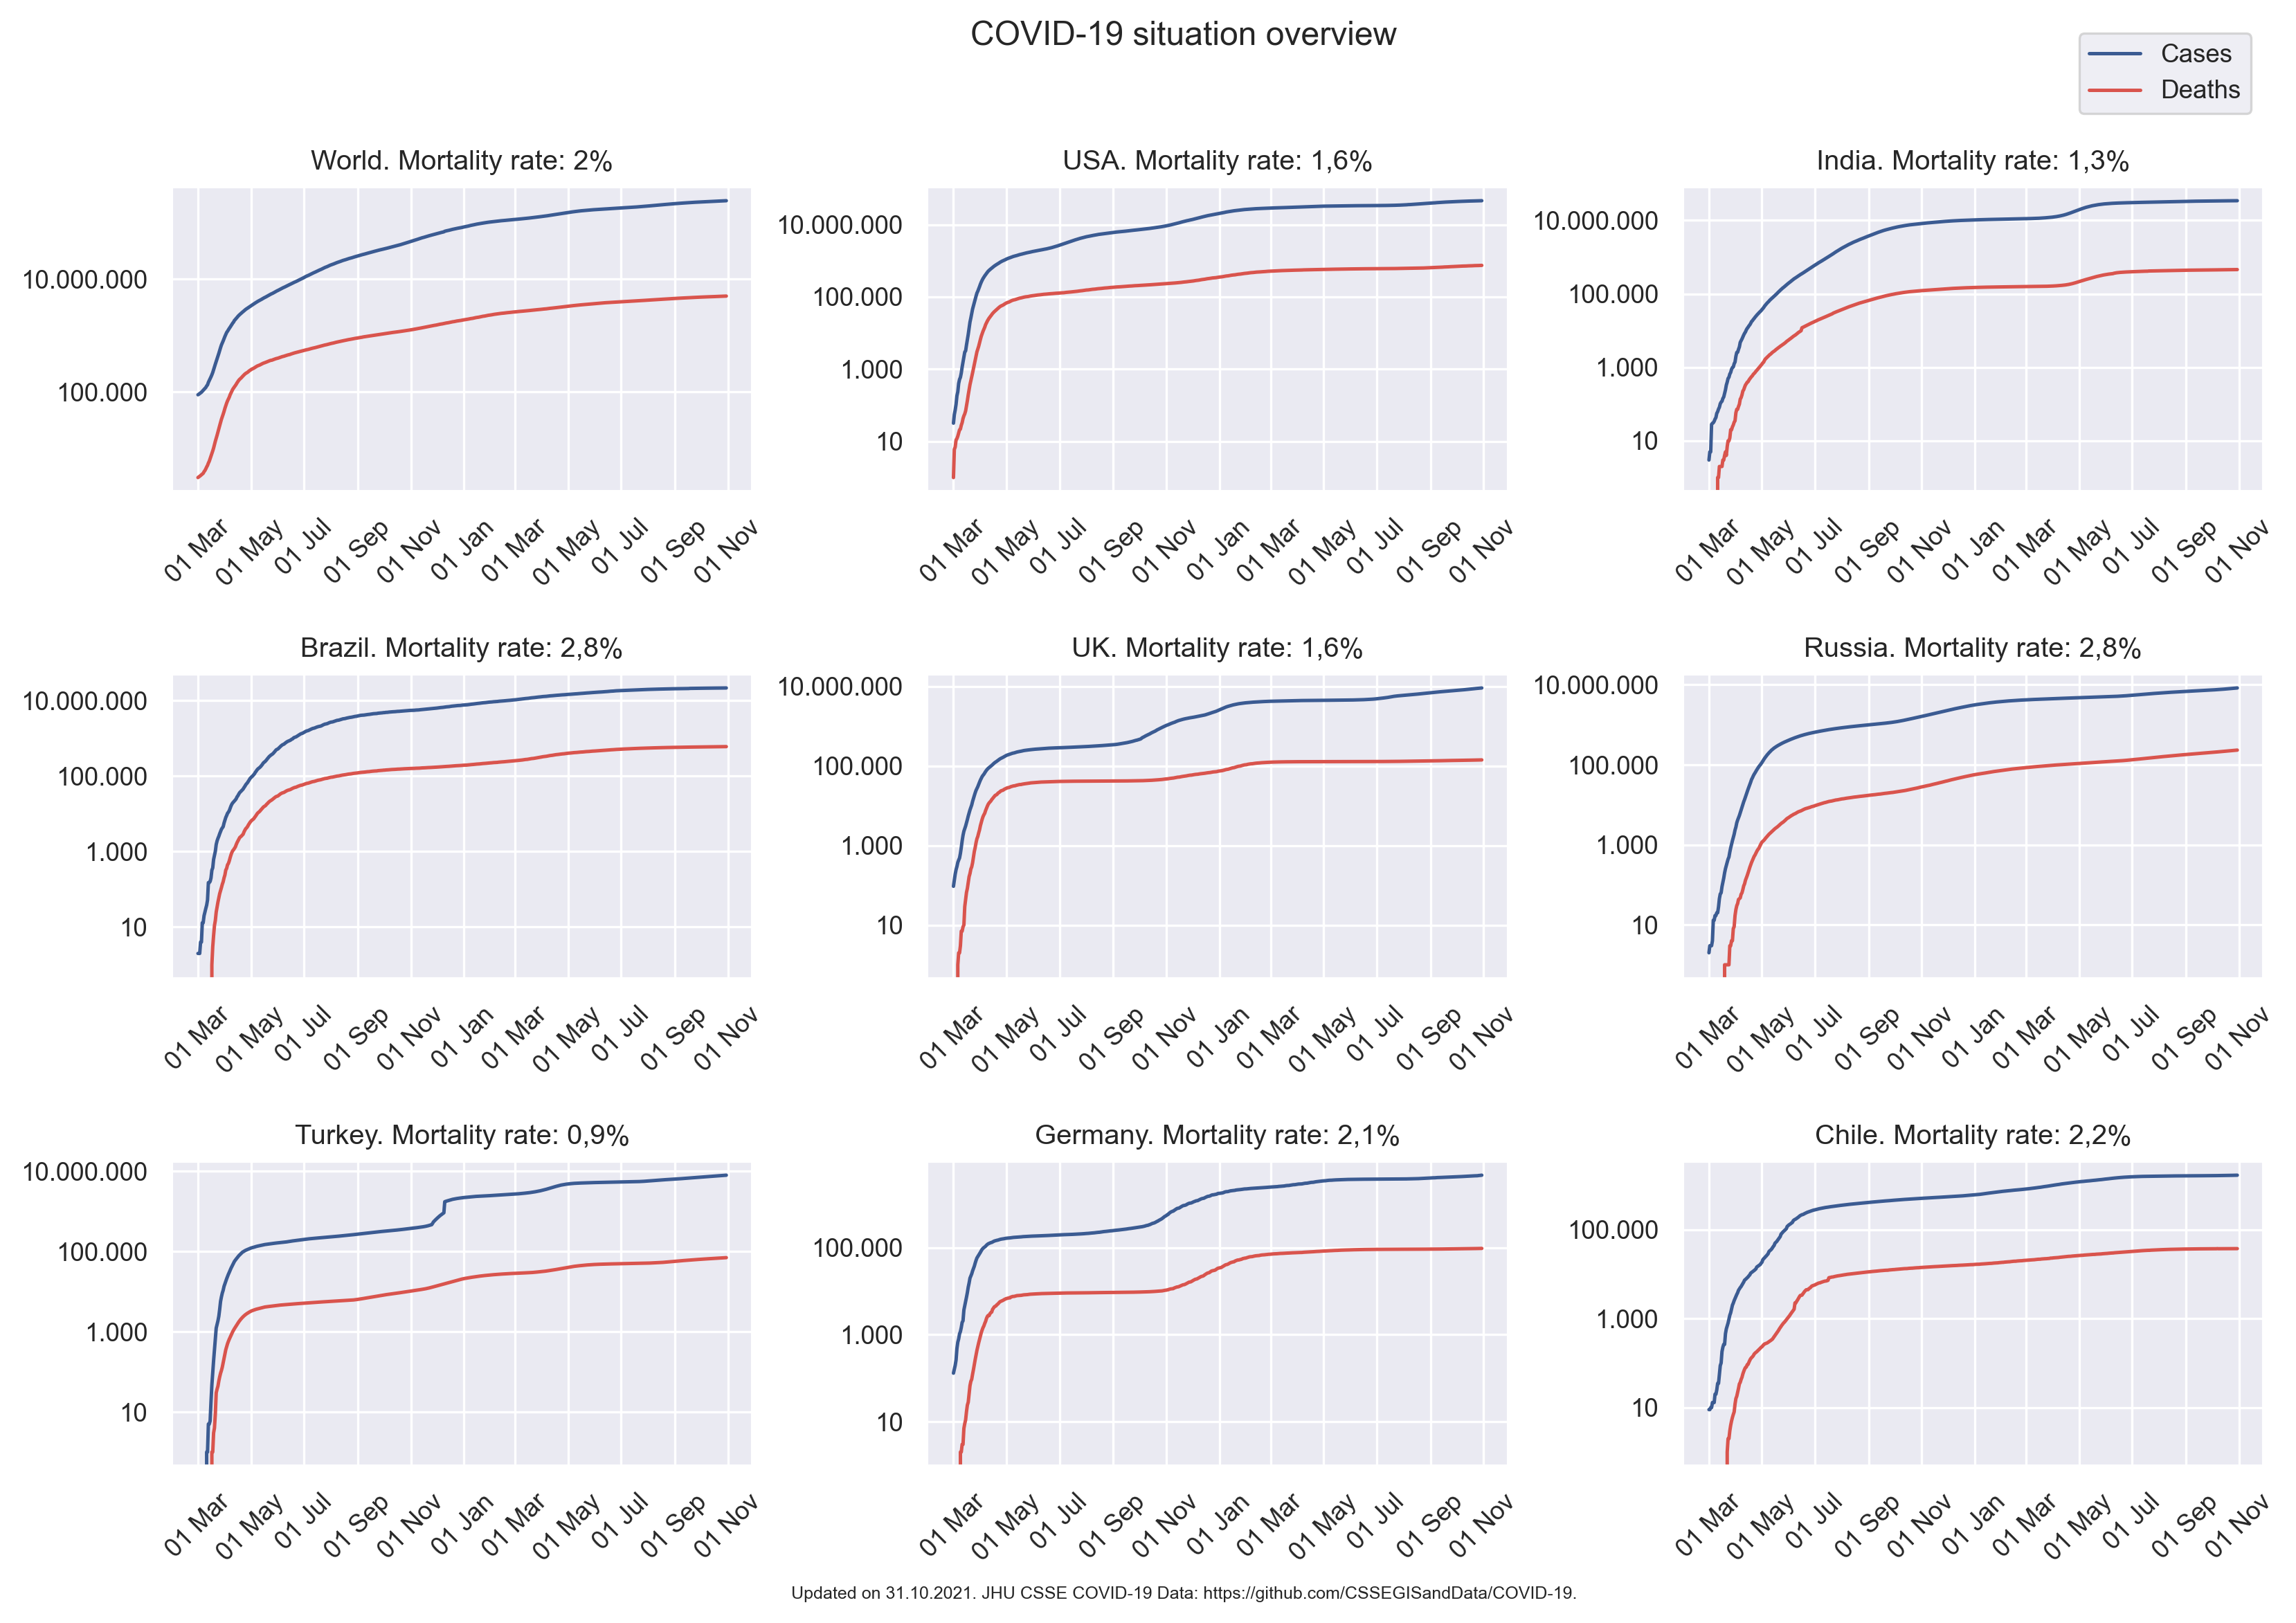 COVID-19 situation overview
Cases
Deaths
World. Mortality rate: 2%
10.000.000
100.000
01 Mar 01 May 01 Jul 01 Sep 01 Nov 01 Jan 01 Mar 01 May 01 Jul 01 Sep 01 Nov
USA. Mortality rate: 1,6%
10.000.000
100.000
1.000
10
01 Mar 01 May 01 Jul 01 Sep 01 Nov 01 Jan 01 Mar 01 May 01 Jul 01 Sep 01 Nov
India. Mortality rate: 1,3%
10.000.000
100.000
1.000
10
01 Mar 01 May 01 Jul 01 Sep 01 Nov 01 Jan 01 Mar 01 May 01 Jul 01 Sep 01 Nov
Brazil. Mortality rate: 2,8%
10.000.000
100.000
1.000
10
01 Mar 01 May 01 Jul 01 Sep 01 Nov 01 Jan 01 Mar 01 May 01 Jul 01 Sep 01 Nov
UK. Mortality rate: 1,6%
10.000.000
100.000
1.000
10
01 Mar 01 May 01 Jul 01 Sep 01 Nov 01 Jan 01 Mar 01 May 01 Jul 01 Sep 01 Nov
Russia. Mortality rate: 2,8%
10.000.000
100.000
1.000
10
01 Mar 01 May 01 Jul 01 Sep 01 Nov 01 Jan 01 Mar 01 May 01 Jul 01 Sep 01 Nov
Turkey. Mortality rate: 0,9%
10.000.000
100.000
1.000
10
01 Mar 01 May 01 Jul 01 Sep 01 Nov 01 Jan 01 Mar 01 May 01 Jul 01 Sep 01 Nov
Germany. Mortality rate: 2,1%
100.000
1.000
10
01 Mar 01 May 01 Jul 01 Sep 01 Nov 01 Jan 01 Mar 01 May 01 Jul 01 Sep 01 Nov
Chile. Mortality rate: 2,2%
100.000
1.000
10
01 Mar 01 May 01 Jul 01 Sep 01 Nov 01 Jan 01 Mar 01 May 01 Jul 01 Sep 01 Nov
Updated on 31.10.2021. JHU CSSE COVID-19 Data: https://github.com/CSSEGISandData/COVID-19.